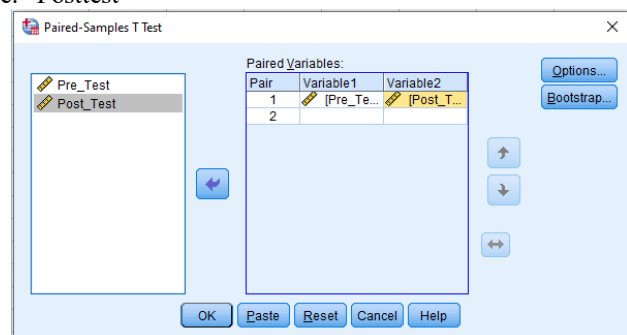 Posttest
Paired-Samples T Test
Pre_Test
Post_Test
Paired Variables:
Pair Variable1 Variable2
1 [Pre_Te... [Post_T...
2
Options...
Bootstrap...
OK Paste Reset Cancel Help